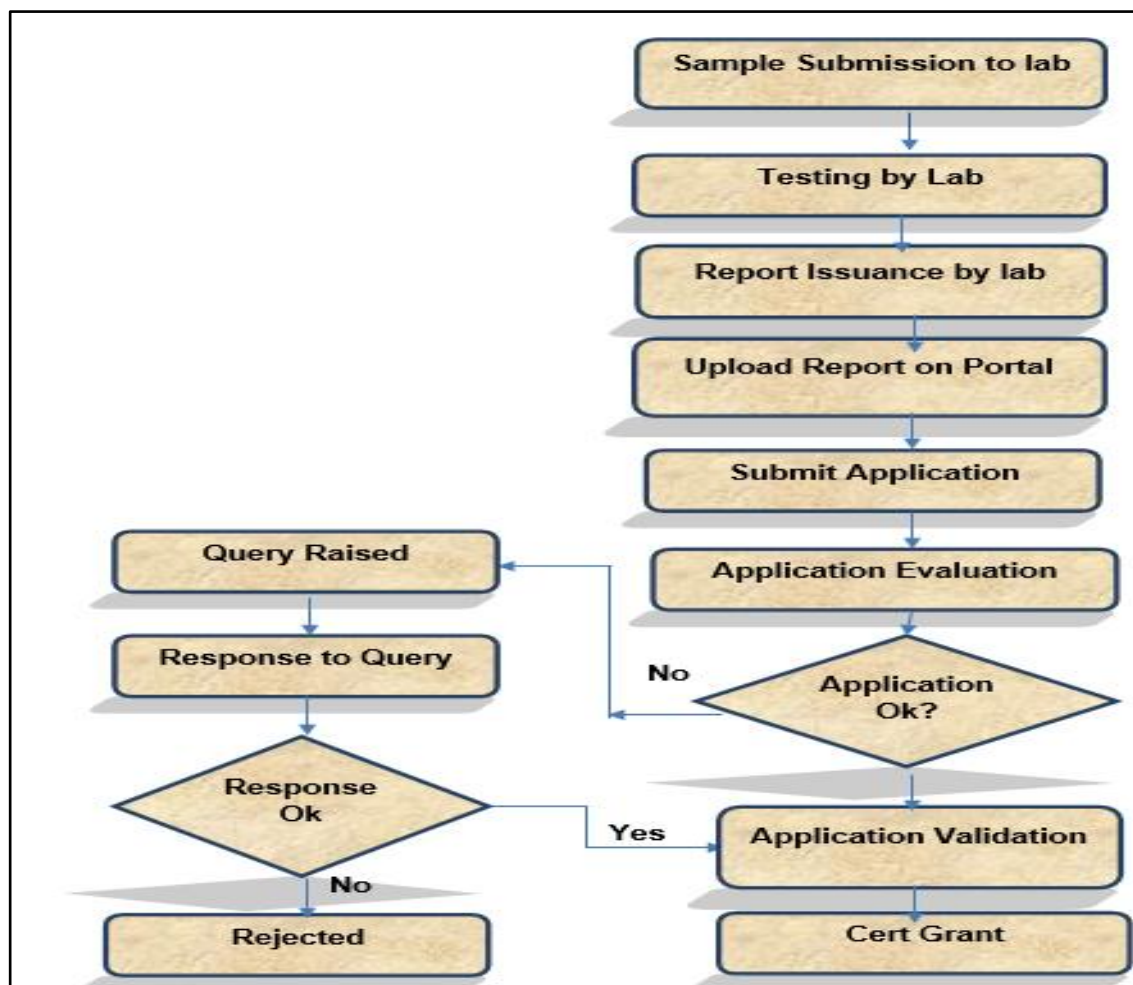 Sample Submission to lab
Testing by Lab
Report Issuance by lab
Upload Report on Portal
Submit Application
Query Raised
Application Evaluation
Response to Query
No
Application
Ok?
Response
Ok
Yes
Application Validation
No
Rejected
Cert Grant